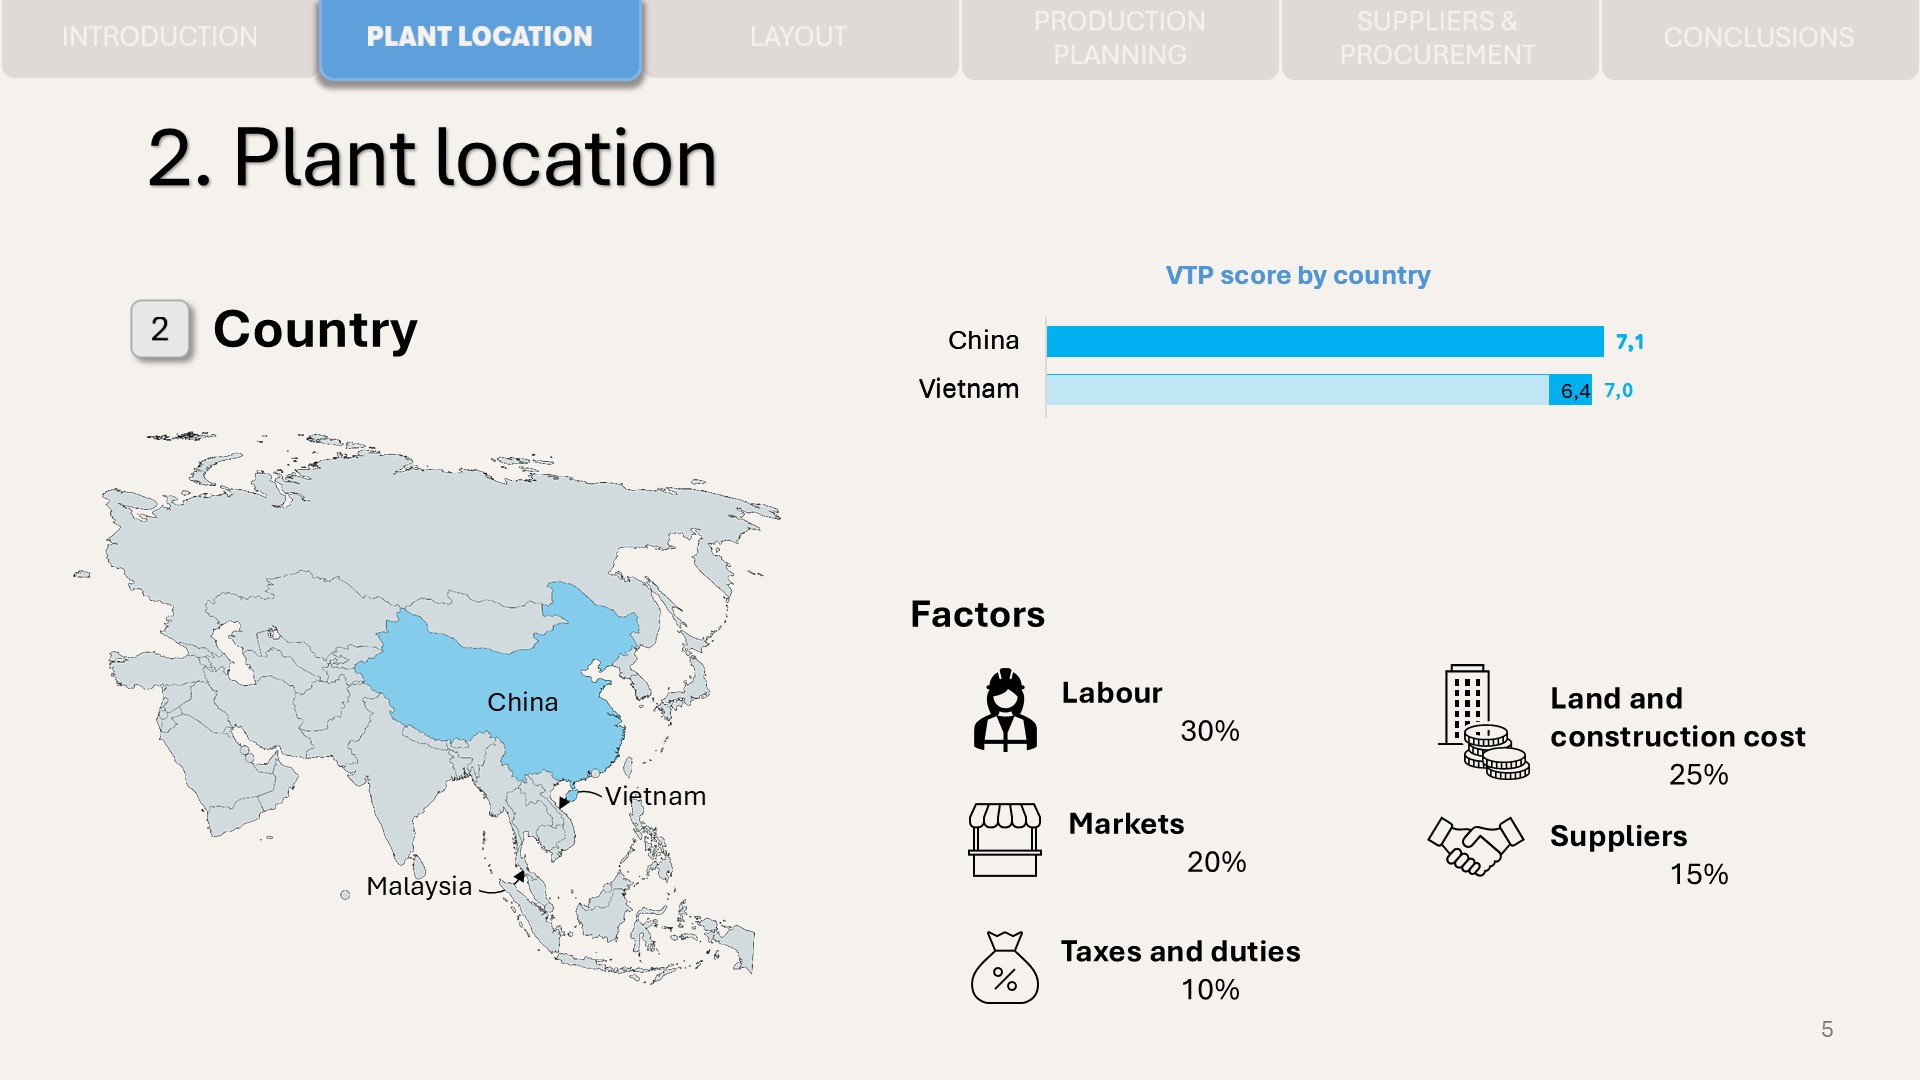 INTRODUCTION
PLANT LOCATION
LAYOUT
PRODUCTION
PLANNING
SUPPLIERS &
PROCUREMENT
CONCLUSIONS
2. Plant location
2
Country
VTP score by country
China
7,1
Vietnam
6,4
7,0
China
Vietnam
Malaysia
Factors
Labour
30%
Land and
construction cost
25%
Markets
20%
Suppliers
15%
Taxes and duties
10%
%
5